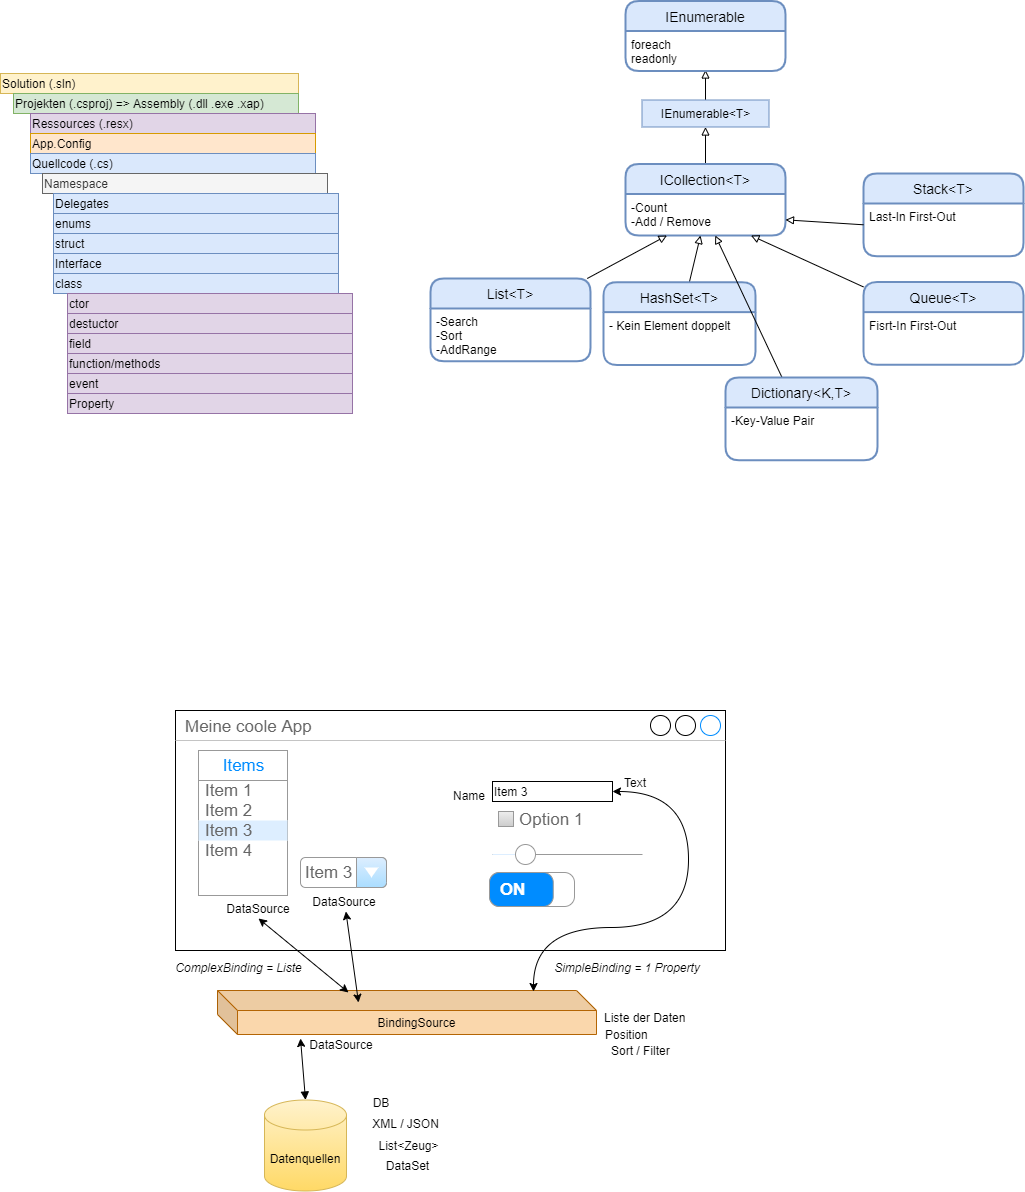 Solution (.sln)
Projekten (.csproj) => Assembly (.dll .exe .xap)
Ressources (.resx)
App.Config
Quellcode (.cs)
Namespace
Delegates
enums
struct
Interface
class
ctor
destuctor
field
function/methods
event
Property
IEnumerable
foreach
readonly
IEnumerable<T>
ICollection<T>
-Count
-Add / Remove
Stack<T>
Last-In First-Out
List<T>
-Search
-Sort
-AddRange
HashSet<T>
- Kein Element doppelt
Queue<T>
Fisrt-In First-Out
Dictionary<K,T>
-Key-Value Pair
Meine coole App
Items
Item 1
Item 2
Item 3
Item 4
Item 3
DataSource
DataSource
Name
Item 3
Text
Option 1
ON
ComplexBinding = Liste
SimpleBinding = 1 Property
BindingSource
Liste der Daten
Position
Sort / Filter
DataSource
Datenquellen
DB
XML / JSON
List<Zeug>
DataSet